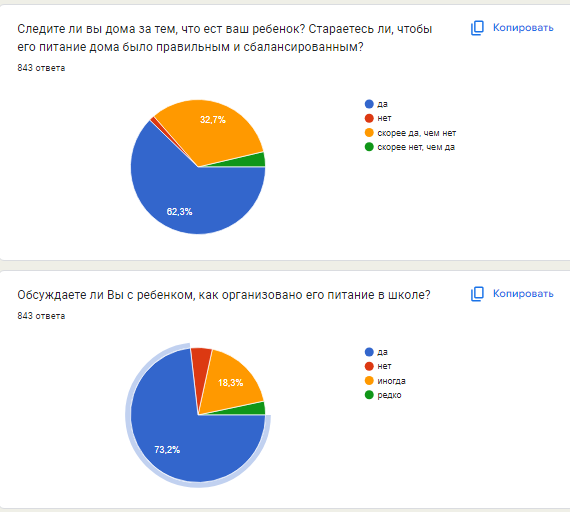 Следите ли вы дома за тем, что ест ваш ребенок? Стараетесь ли, чтобы
его питание дома было правильным и сбалансированным?
Копировать
843 ответа
32,7%
62,3%
да
нет
скорее да, чем нет
скорее нет, чем да
Обсуждаете ли Вы с ребенком, как организовано его питание в школе?
Копировать
843 ответа
18,3%
73,2%
да
нет
иногда
редко